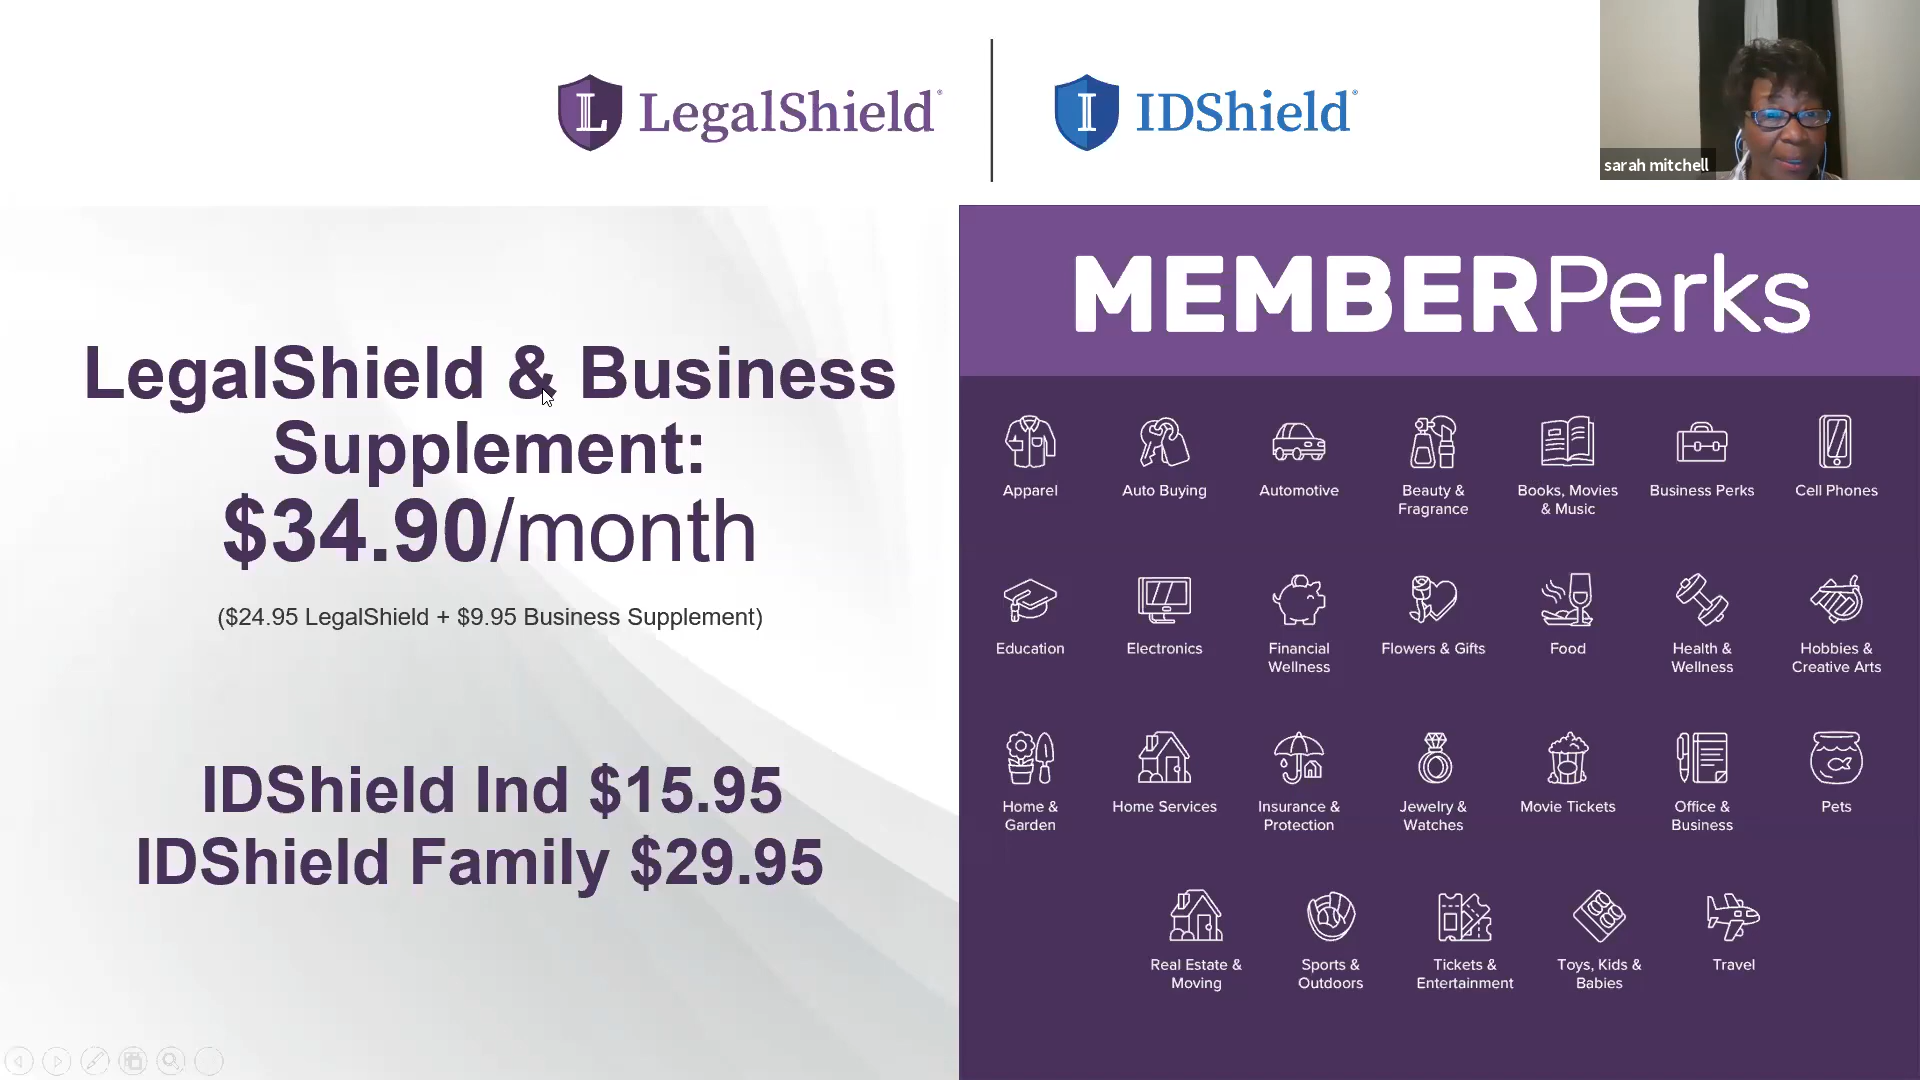 L LegalShield®
I IDShield®
sarah mitchell
LegalShield & Business
Supplement:
$34.90/month
($24.95 LegalShield + $9.95 Business Supplement)
IDShield Ind $15.95
IDShield Family $29.95
MEMBERPerks
Apparel
Auto Buying
Automotive
Beauty &
Fragrance
Books, Movies
& Music
Business Perks
Cell Phones
Education
Electronics
Financial
Wellness
Flowers & Gifts
Food
Health &
Wellness
Hobbies &
Creative Arts
Home &
Garden
Home Services
Insurance &
Protection
Jewelry &
Watches
Movie Tickets
Office &
Business
Pets
Real Estate &
Moving
Sports &
Outdoors
Tickets &
Entertainment
Toys, Kids &
Babies
Travel